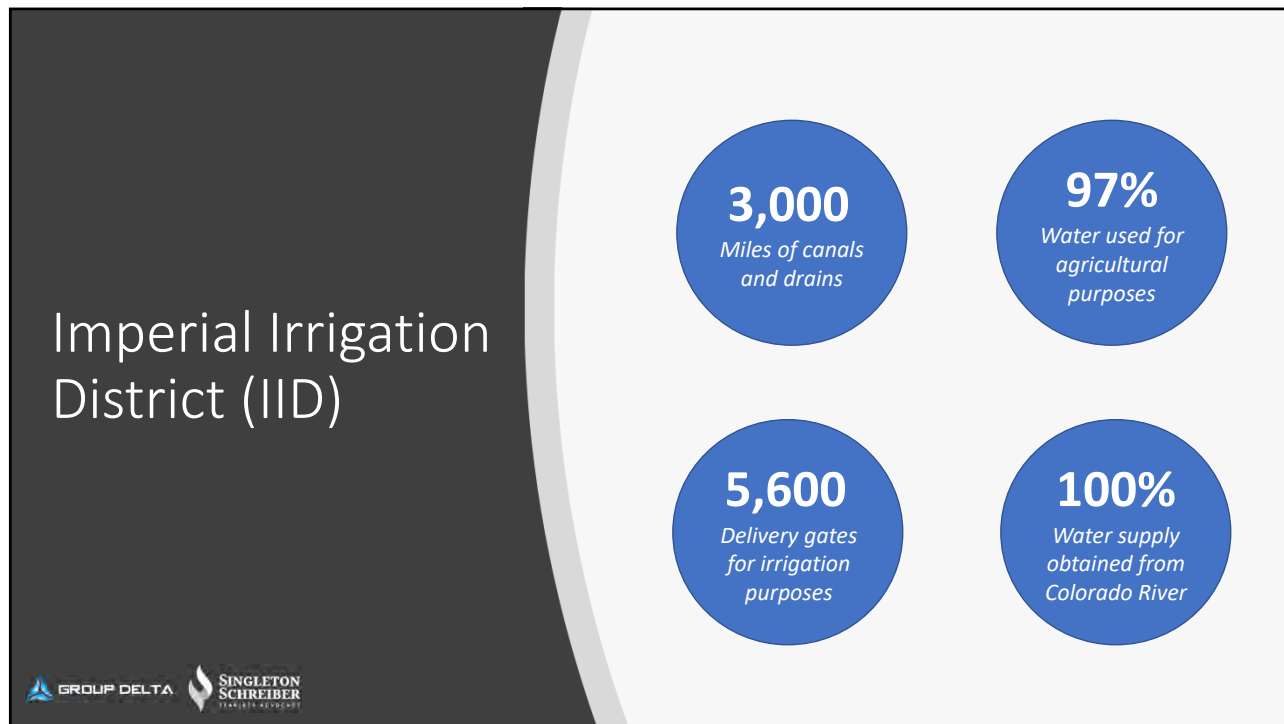 Imperial Irrigation
District (IID)
3,000
Miles of canals
and drains
97%
Water used for
agricultural
purposes
5,600
Delivery gates
for irrigation
purposes
100%
Water supply
obtained from
Colorado River
GROUP DELTA
SINGLETON
SCHREIBER